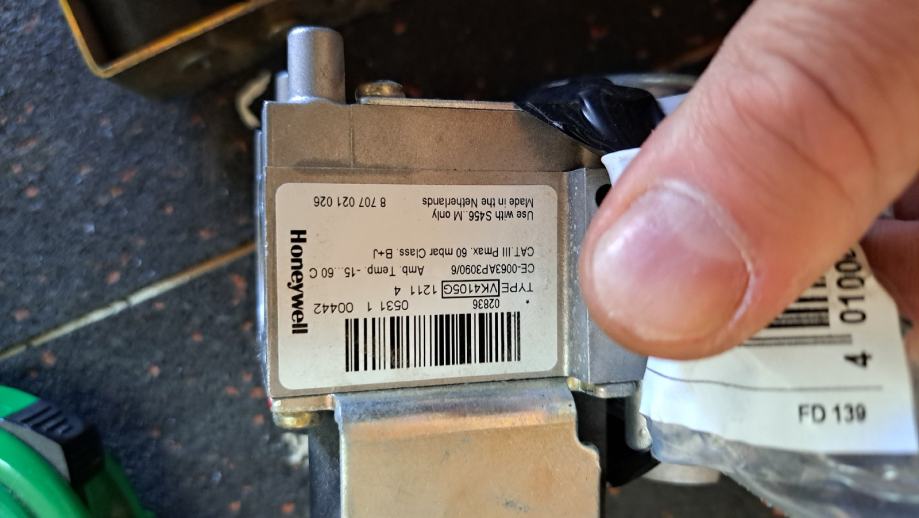 Honeywell
02836
0531 1 00442
TYPE VK4105G 1211 4
CE-0063AP3090/6 Amb. Temp -15...60 C
CAT.III Pmax. 60 mbar Class. B+J
Use with S456..M only
Made in the Netherlands 8 707 021 026
4
FD 139